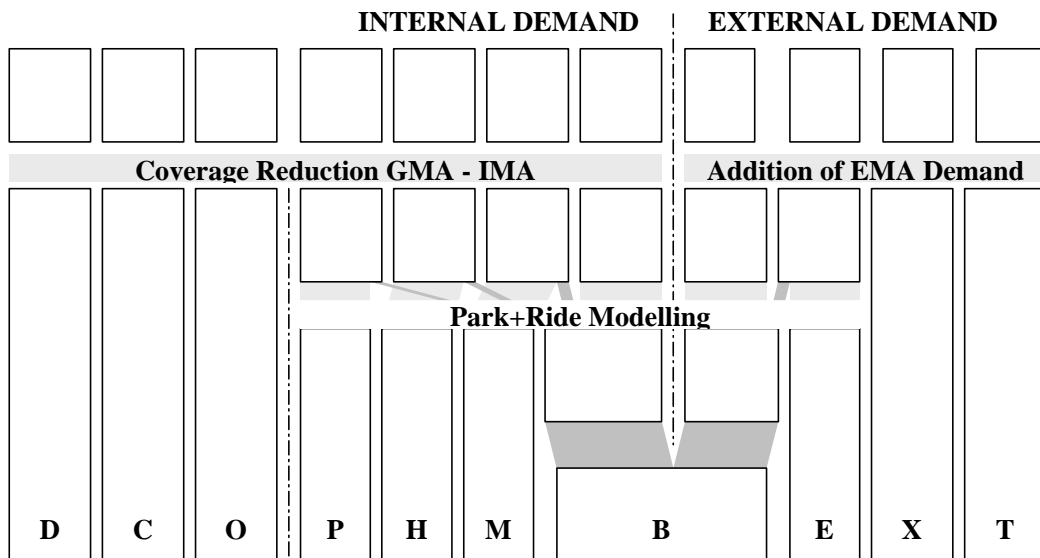 INTERNAL DEMAND EXTERNAL DEMAND
Coverage Reduction GMA - IMA Addition of EMA Demand
Park+Ride Modelling
D C O P H M B E X T